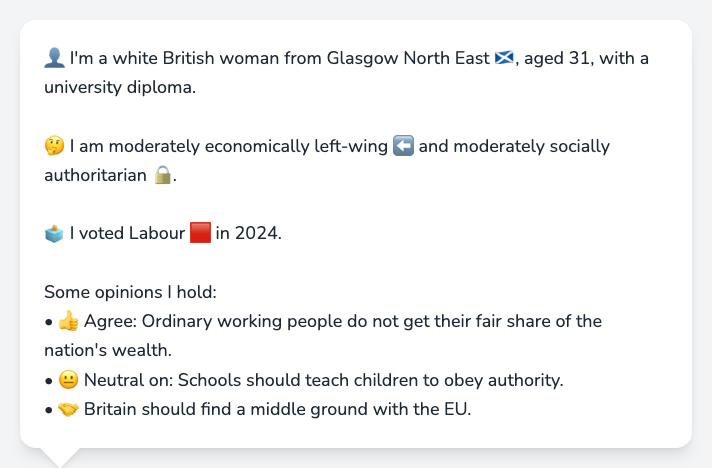 👤 I'm a white British woman from Glasgow North East 🏴󠁧󠁢󠁳󠁣󠁴󠁿, aged 31, with a
university diploma.
🤔 I am moderately economically left-wing ⬅️ and moderately socially
authoritarian 🔒.
🗳️ I voted Labour 🟥 in 2024.
Some opinions I hold:
• 👍 Agree: Ordinary working people do not get their fair share of the
nation's wealth.
• 😐 Neutral on: Schools should teach children to obey authority.
• 🤝 Britain should find a middle ground with the EU.